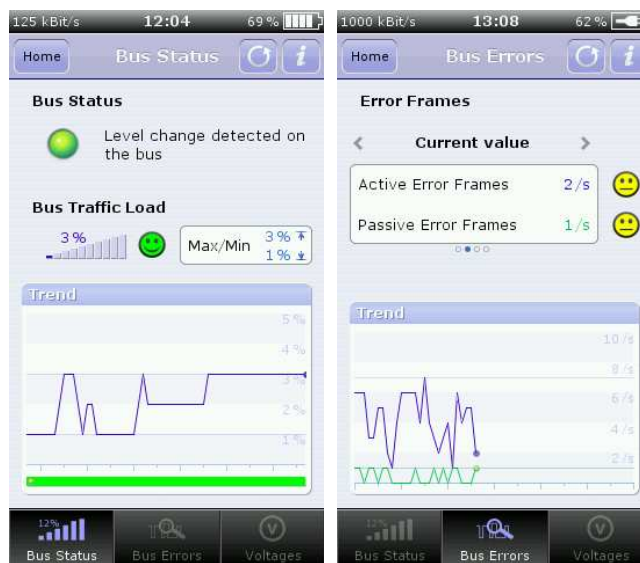 125 kBit/s 12:04 69 %
Home Bus Status i
Bus Status
Level change detected on
the bus
Bus Traffic Load
3 %
Max/Min 3 %
1 %
Trend
5 %
4 %
3 %
2 %
1 %
12%
Bus Status Bus Errors Voltages
V
1000 kBit/s 13:08 62 %
Home Bus Errors i
Error Frames
< Current value >
Active Error Frames 2/s
Passive Error Frames 1/s
Trend
10 /s
8 /s
6 /s
4 /s
2 /s
12%
Bus Status Bus Errors Voltages
V